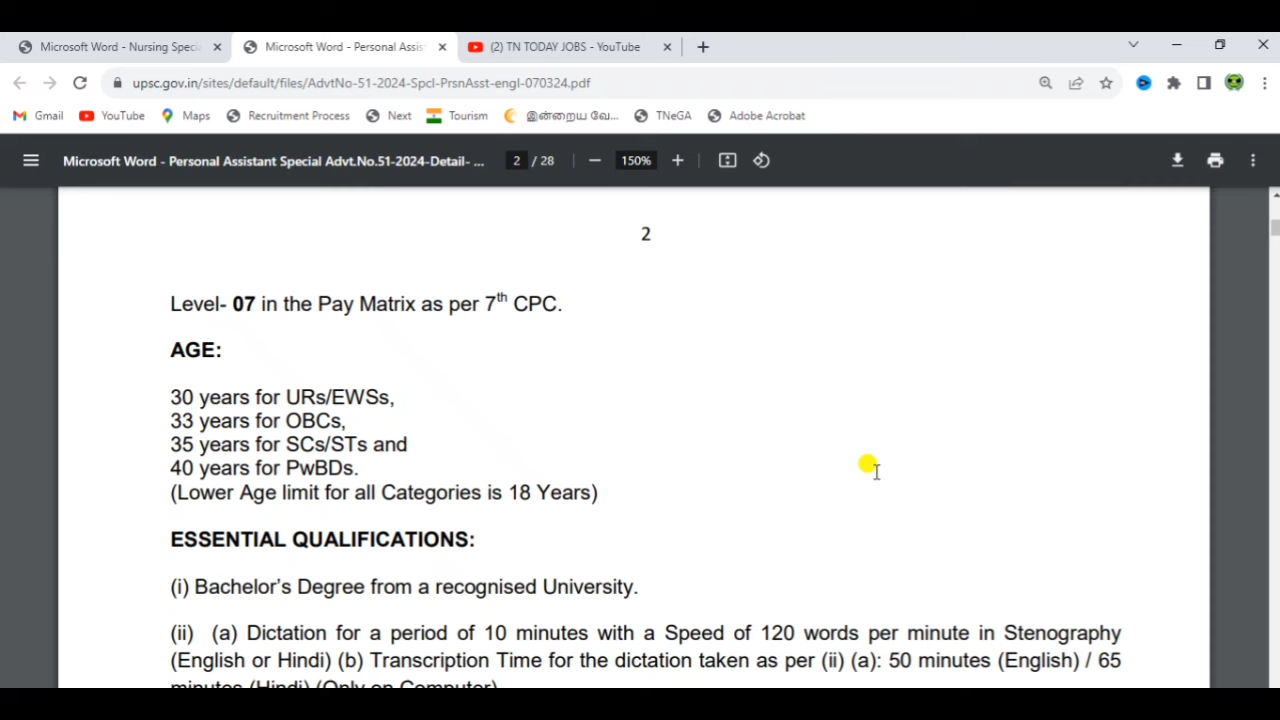 Microsoft Word - Nursing Speci
Microsoft Word - Personal Assis
(2) TN TODAY JOBS - YouTube
upsc.gov.in/sites/default/files/AdvtNo-51-2024-Spcl-PrsnAsst-engl-070324.pdf
Gmail YouTube Maps Recruitment Process Next Tourism இன்றைய வே... TNeGA Adobe Acrobat
Microsoft Word - Personal Assistant Special Advt.No.51-2024-Detail- ... 2 / 28 150%
2
Level- 07 in the Pay Matrix as per 7th CPC.
AGE:
30 years for URs/EWSs,
33 years for OBCs,
35 years for SCs/STs and
40 years for PwBDs.
(Lower Age limit for all Categories is 18 Years)
ESSENTIAL QUALIFICATIONS:
(i) Bachelor’s Degree from a recognised University.
(ii) (a) Dictation for a period of 10 minutes with a Speed of 120 words per minute in Stenography
(English or Hindi) (b) Transcription Time for the dictation taken as per (ii) (a): 50 minutes (English) / 65
minutes (Hindi) (Only on Computer)